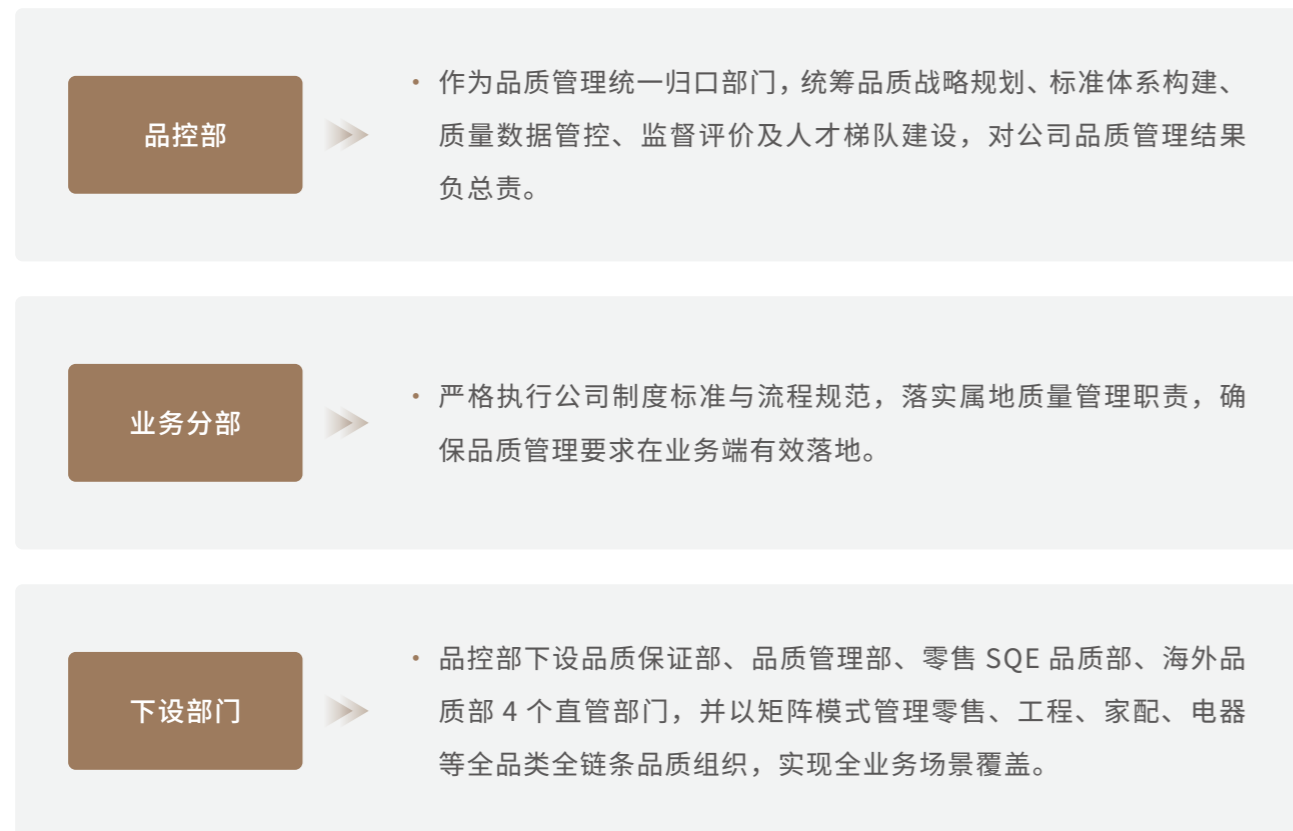 品控部
· 作为品质管理统一归口部门，统筹品质战略规划、标准体系构建、
质量数据管控、监督评价及人才梯队建设，对公司品质管理结果
负总责。
业务分部
· 严格执行公司制度标准与流程规范，落实属地质量管理职责，确
保品质管理要求在业务端有效落地。
下设部门
· 品控部下设品质保证部、品质管理部、零售 SQE 品质部、海外品
质部 4 个直管部门，并以矩阵模式管理零售、工程、家配、电器
等全品类全链条品质组织，实现全业务场景覆盖。